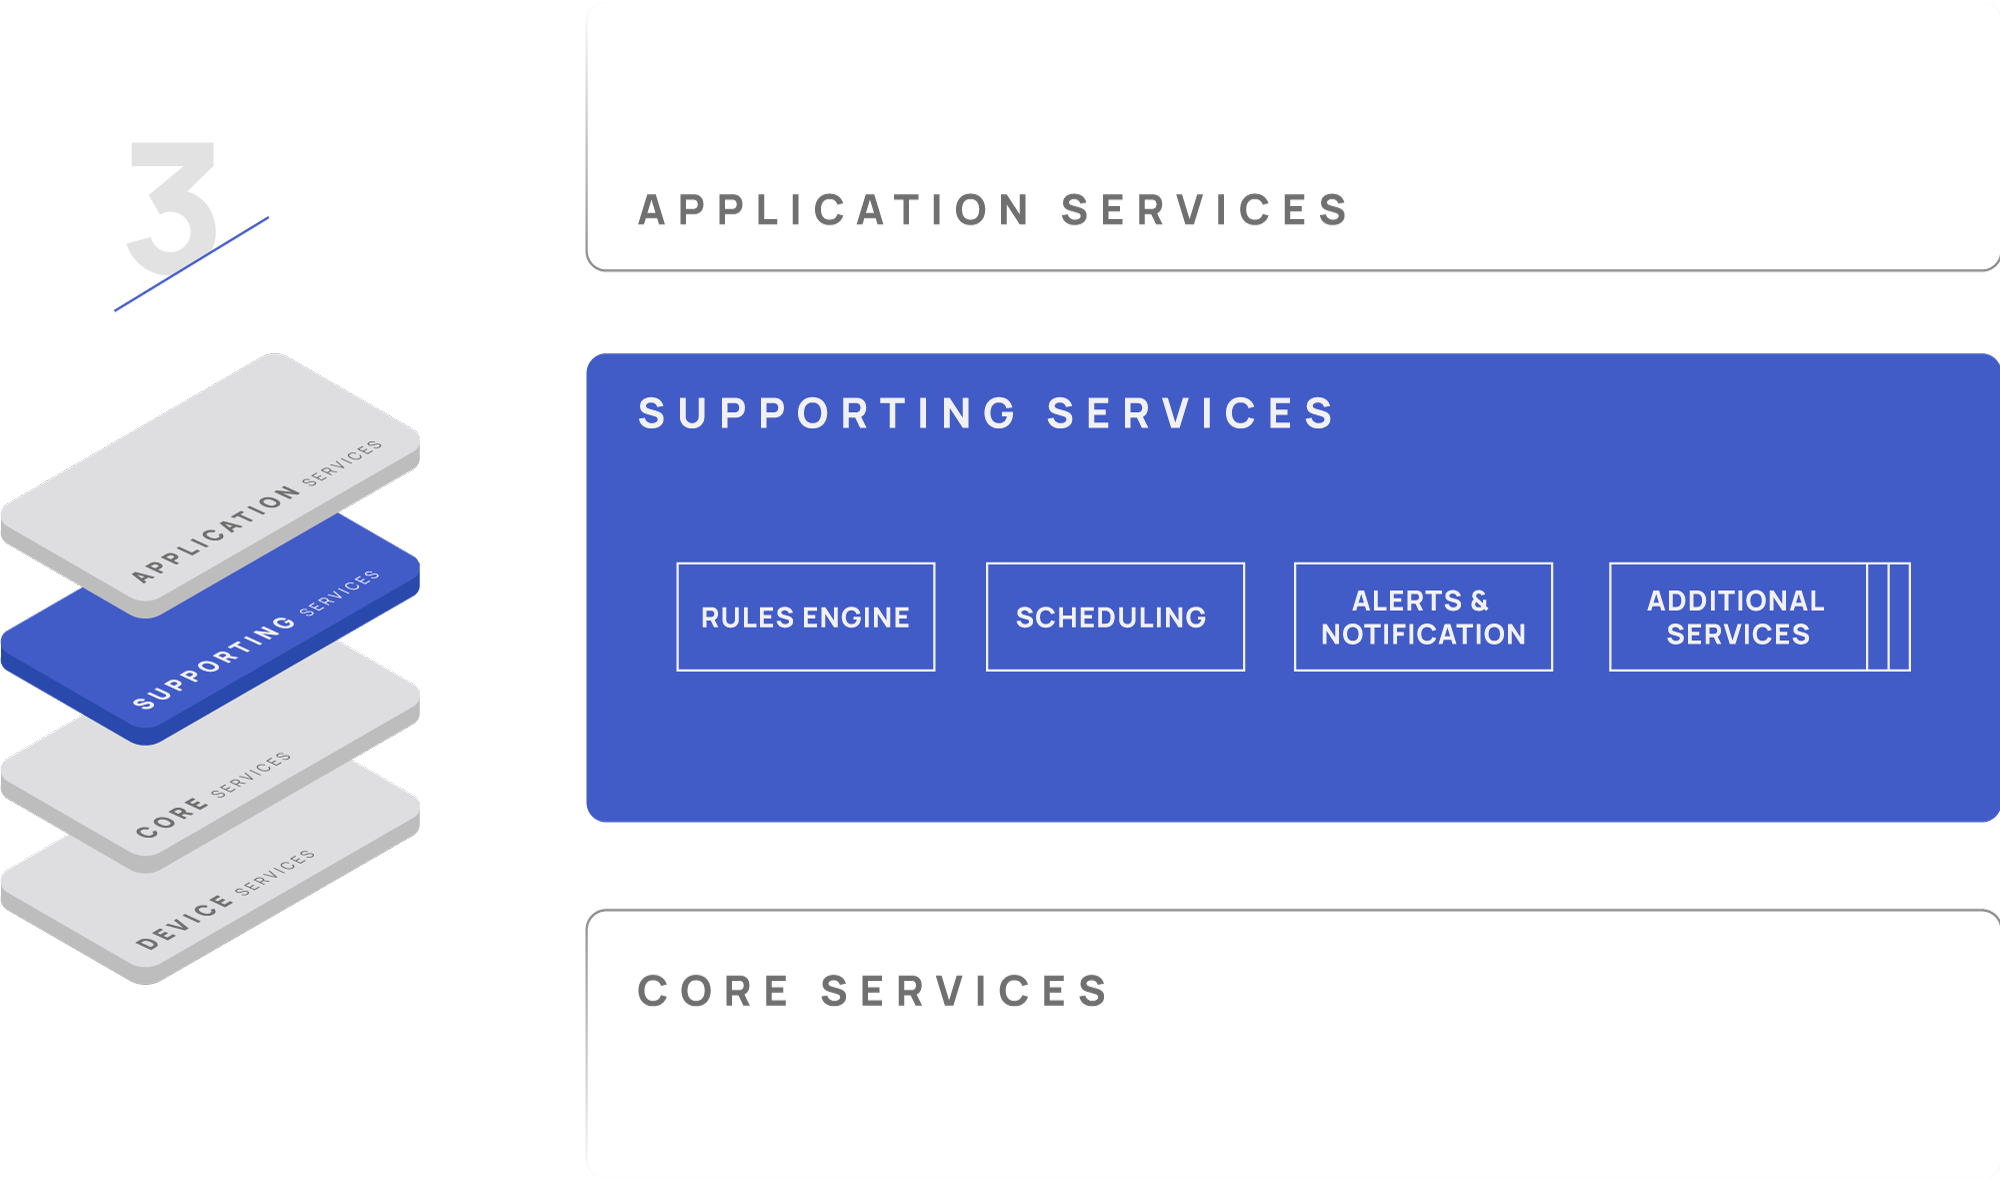 3
APPLICATION SERVICES
SUPPORTING SERVICES
CORE SERVICES
DEVICE SERVICES
APPLICATION SERVICES
SUPPORTING SERVICES
RULES ENGINE
SCHEDULING
ALERTS &
NOTIFICATION
ADDITIONAL
SERVICES
CORE SERVICES